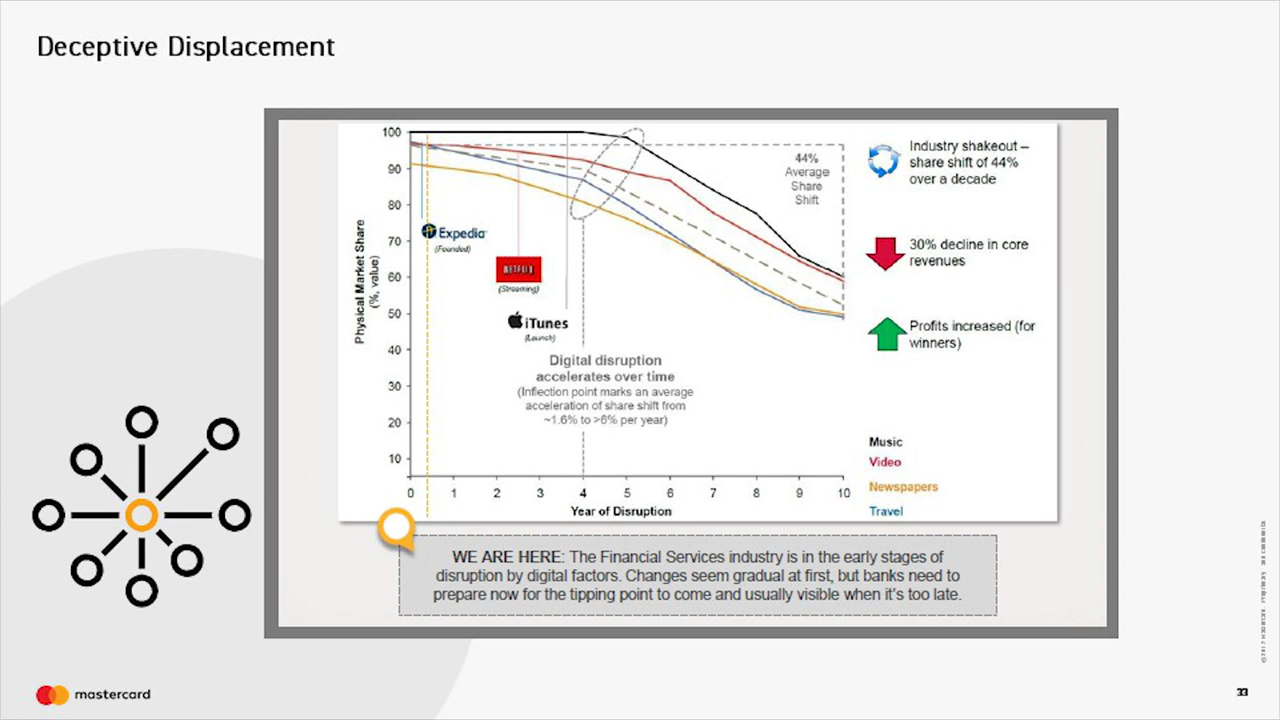 Deceptive Displacement
100
90
80
70
60
50
40
30
20
10
Physical Market Share
(%, value)
44%
Average
Share
Shift
Expedia
(Founded)
NETFLIX
(Streaming)
iTunes
(Launch)
Digital disruption
accelerates over time
(Inflection point marks an average
acceleration of share shift from
~1.6% to >6% per year)
0 1 2 3 4 5 6 7 8 9 10
Year of Disruption
Industry shakeout –
share shift of 44%
over a decade
30% decline in core
revenues
Profits increased (for
winners)
Music
Video
Newspapers
Travel
WE ARE HERE: The Financial Services industry is in the early stages of
disruption by digital factors. Changes seem gradual at first, but banks need to
prepare now for the tipping point to come and usually visible when it's too late.
mastercard
33